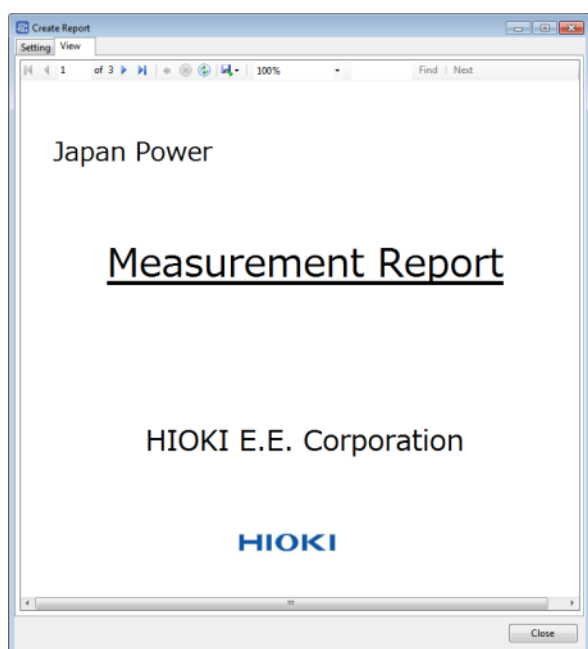 Create Report
Setting View
1 of 3 100% Find Next
Japan Power
Measurement Report
HIOKI E.E. Corporation
HIOKI
Close